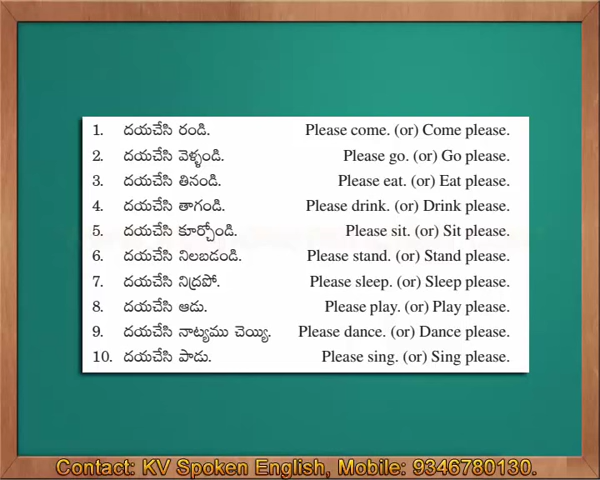 1. దయచేసి రండి. Please come. (or) Come please.
2. దయచేసి వెళ్ళండి. Please go. (or) Go please.
3. దయచేసి తినండి. Please eat. (or) Eat please.
4. దయచేసి తాగండి. Please drink. (or) Drink please.
5. దయచేసి కూర్చోండి. Please sit. (or) Sit please.
6. దయచేసి నిలబడండి. Please stand. (or) Stand please.
7. దయచేసి నిద్రపో. Please sleep. (or) Sleep please.
8. దయచేసి ఆడు. Please play. (or) Play please.
9. దయచేసి నాట్యము చెయ్యి. Please dance. (or) Dance please.
10. దయచేసి పాడు. Please sing. (or) Sing please.
Contact: KV Spoken English, Mobile: 9346780130.